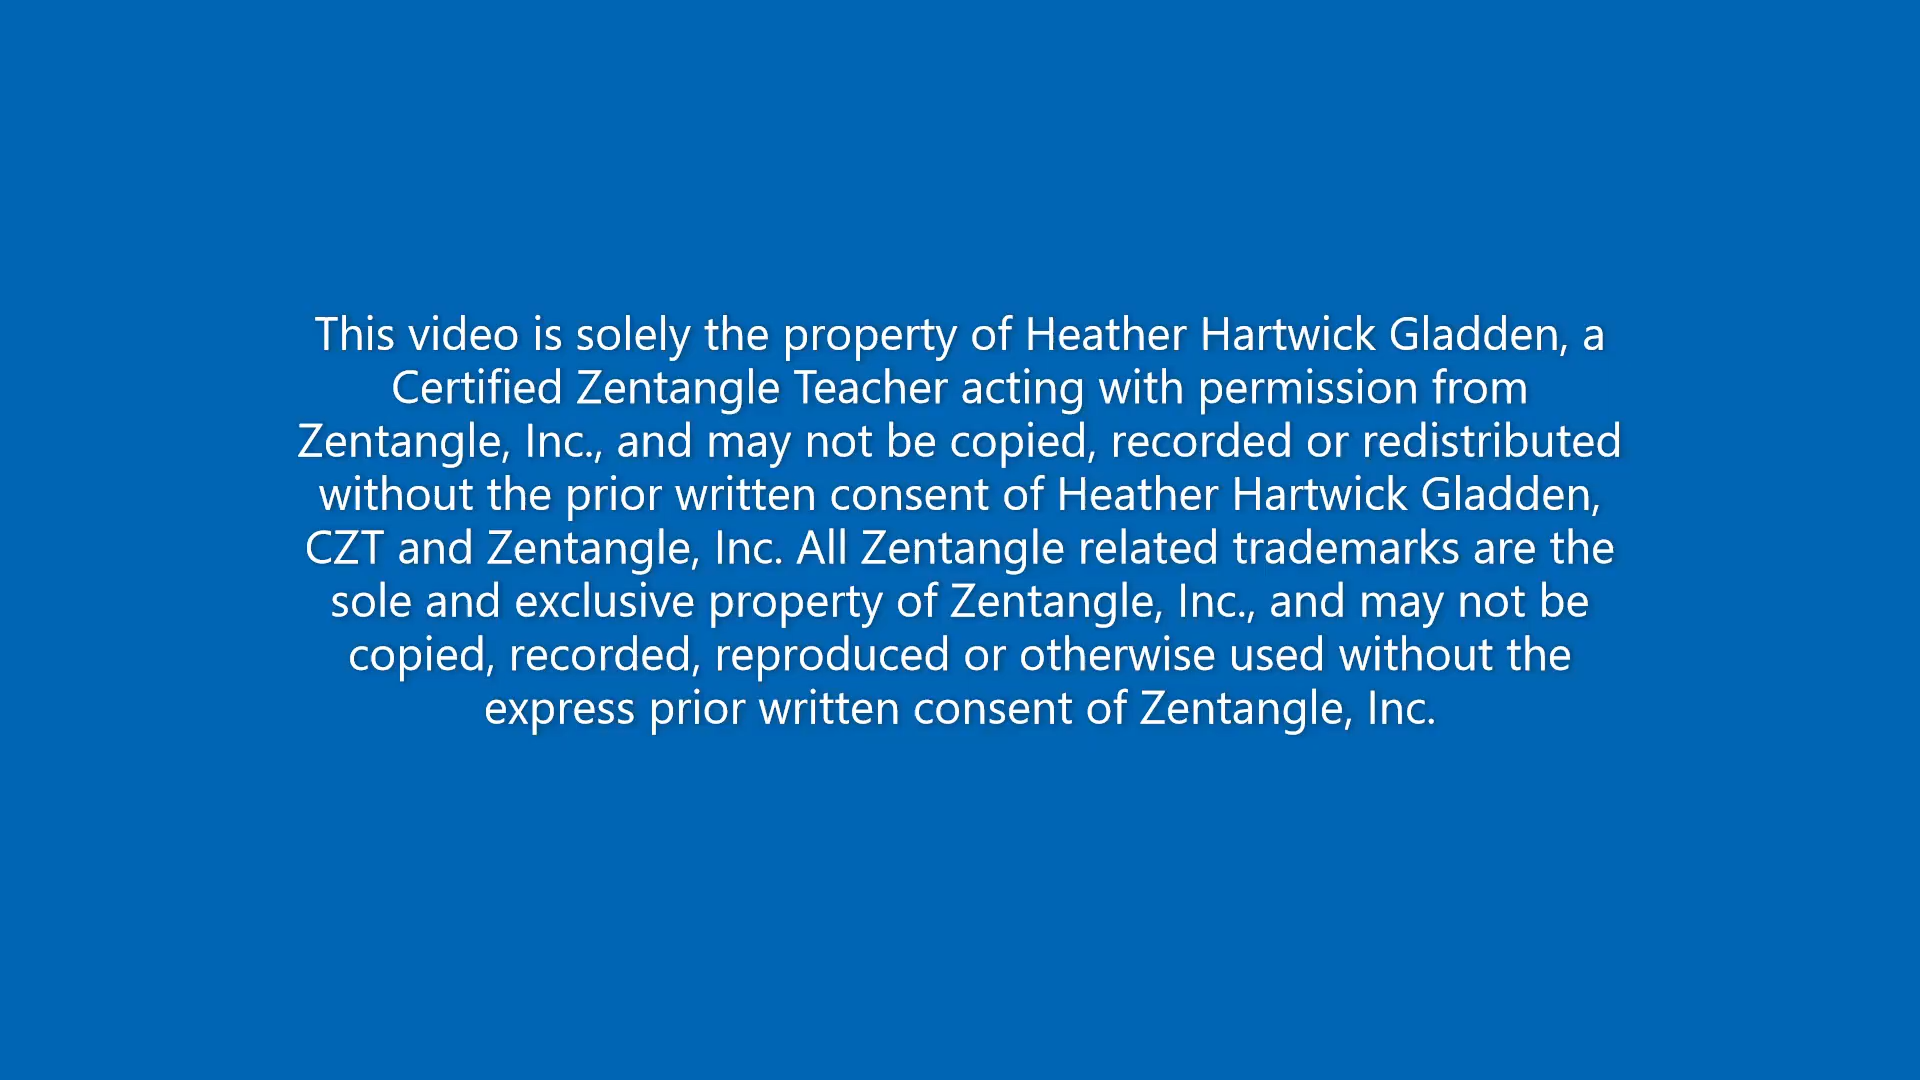 This video is solely the property of Heather Hartwick Gladden, a
Certified Zentangle Teacher acting with permission from
Zentangle, Inc., and may not be copied, recorded or redistributed
without the prior written consent of Heather Hartwick Gladden,
CZT and Zentangle, Inc. All Zentangle related trademarks are the
sole and exclusive property of Zentangle, Inc., and may not be
copied, recorded, reproduced or otherwise used without the
express prior written consent of Zentangle, Inc.